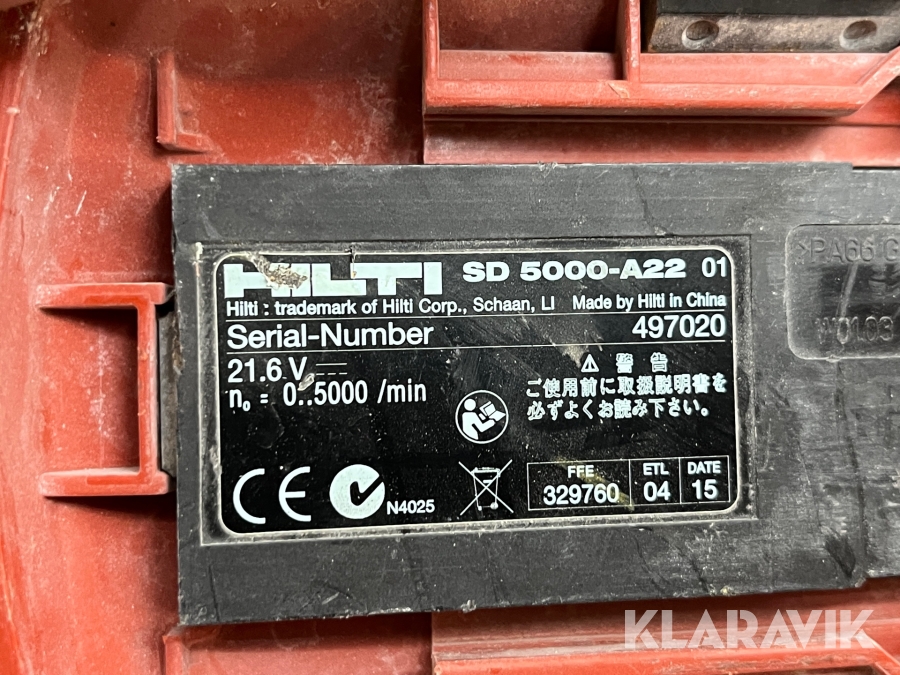 HILTI SD 5000-A22 01
Hilti : trademark of Hilti Corp., Schaan, LI Made by Hilti in China
Serial-Number 497020
21.6 V
n₀ = 0..5000 /min
⚠ 警告
ご使用前に取扱説明書を
必ずよくお読み下さい。
CE N4025
FFE ETL DATE
329760 04 15
>PA66 G
KLARAVIK